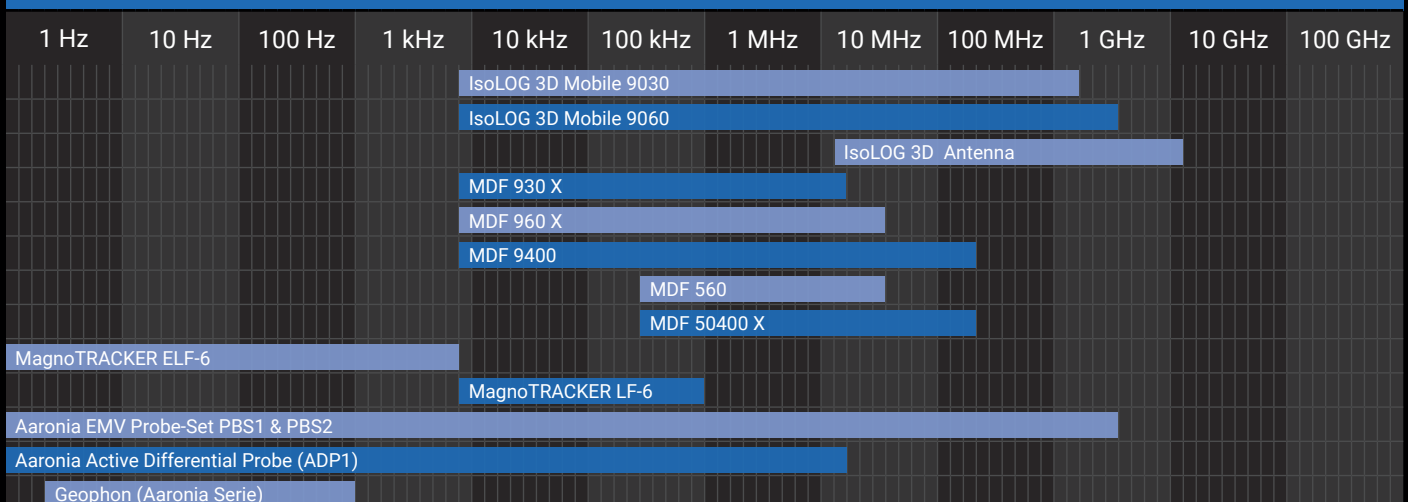 1 Hz 10 Hz 100 Hz 1 kHz 10 kHz 100 kHz 1 MHz 10 MHz 100 MHz 1 GHz 10 GHz 100 GHz
IsoLOG 3D Mobile 9030
IsoLOG 3D Mobile 9060
IsoLOG 3D Antenna
MDF 930 X
MDF 960 X
MDF 9400
MDF 560
MDF 50400 X
MagnoTRACKER ELF-6
MagnoTRACKER LF-6
Aaronia EMV Probe-Set PBS1 & PBS2
Aaronia Active Differential Probe (ADP1)
Geophon (Aaronia Serie)